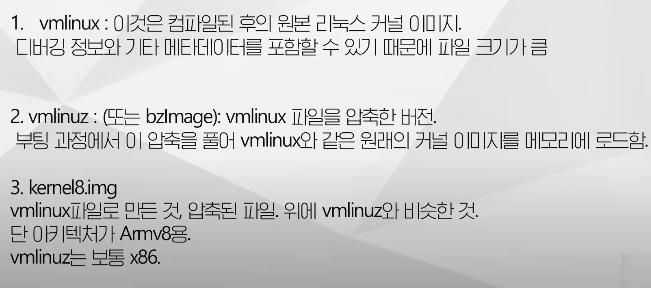 1. vmlinux : 이것은 컴파일된 후의 원본 리눅스 커널 이미지.
디버깅 정보와 기타 메타데이터를 포함할 수 있기 때문에 파일 크기가 큼
2. vmlinuz : (또는 bzImage): vmlinux 파일을 압축한 버전.
부팅 과정에서 이 압축을 풀어 vmlinux와 같은 원래의 커널 이미지를 메모리에 로드함.
3. kernel8.img
vmlinux파일로 만든 것, 압축된 파일. 위에 vmlinuz와 비슷한 것.
단 아키텍처가 Armv8용.
vmlinuz는 보통 x86.